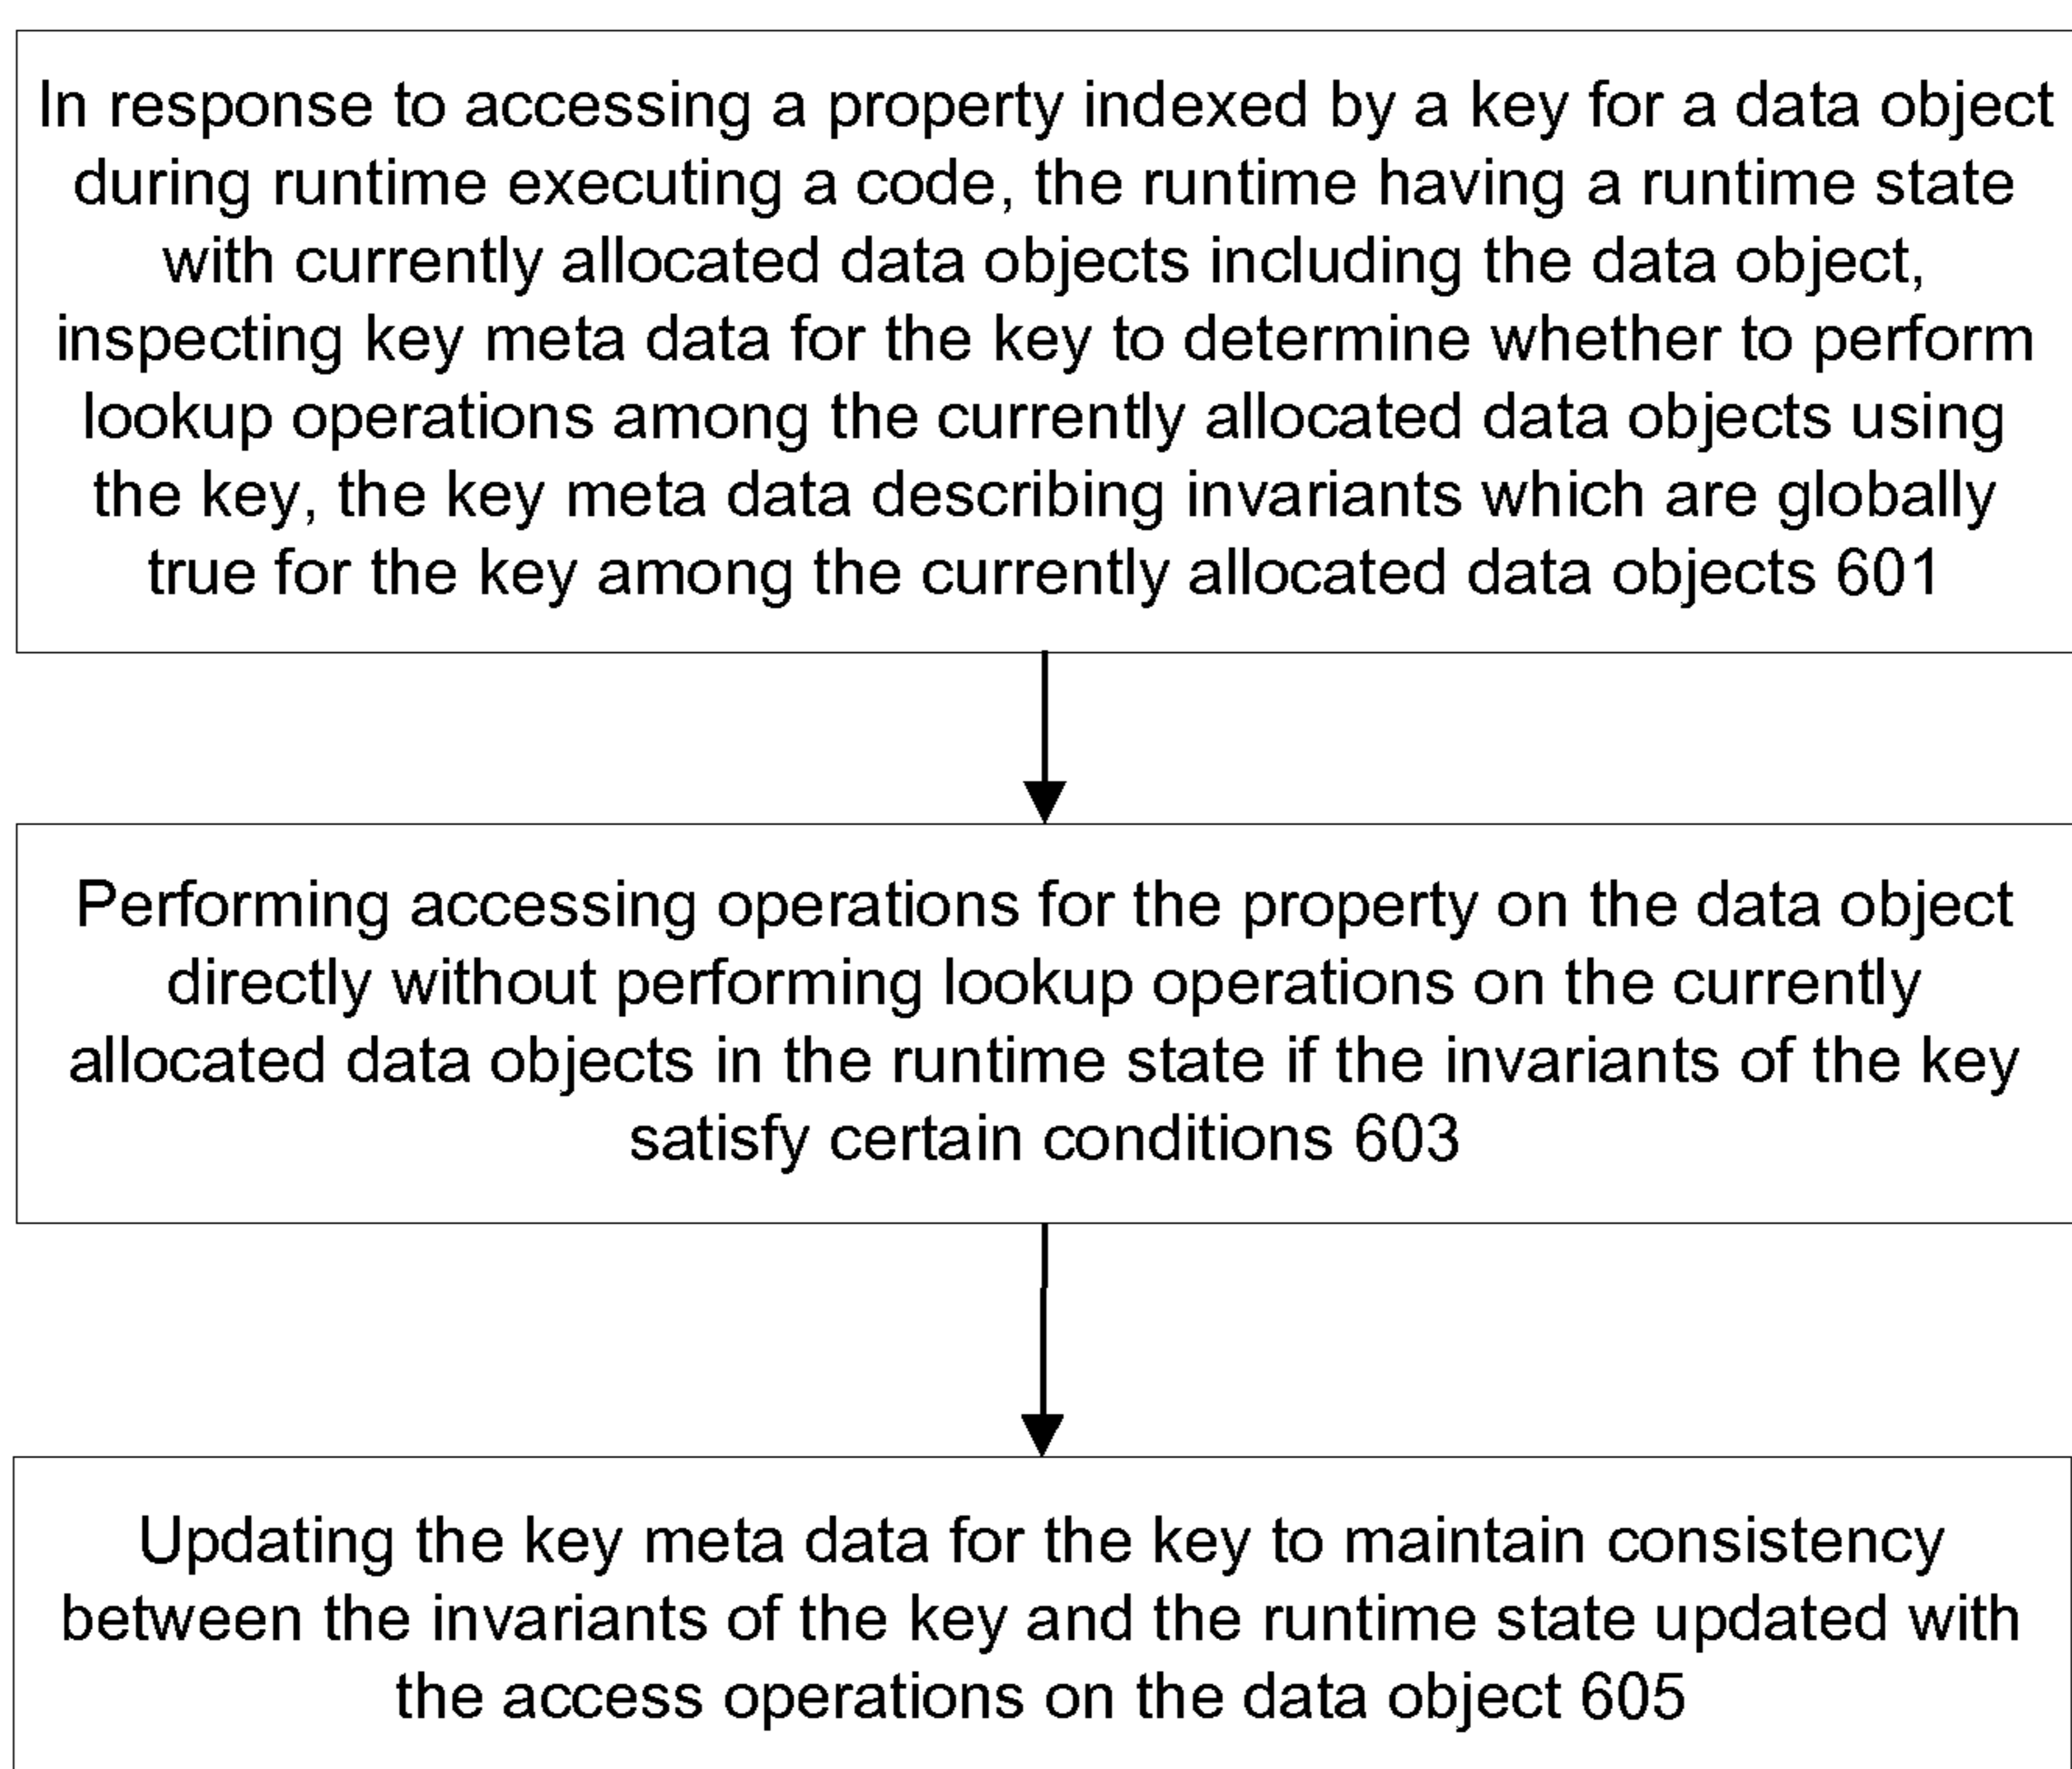 In response to accessing a property indexed by a key for a data object
during runtime executing a code, the runtime having a runtime state
with currently allocated data objects including the data object,
inspecting key meta data for the key to determine whether to perform
lookup operations among the currently allocated data objects using
the key, the key meta data describing invariants which are globally
true for the key among the currently allocated data objects 601
Performing accessing operations for the property on the data object
directly without performing lookup operations on the currently
allocated data objects in the runtime state if the invariants of the key
satisfy certain conditions 603
Updating the key meta data for the key to maintain consistency
between the invariants of the key and the runtime state updated with
the access operations on the data object 605